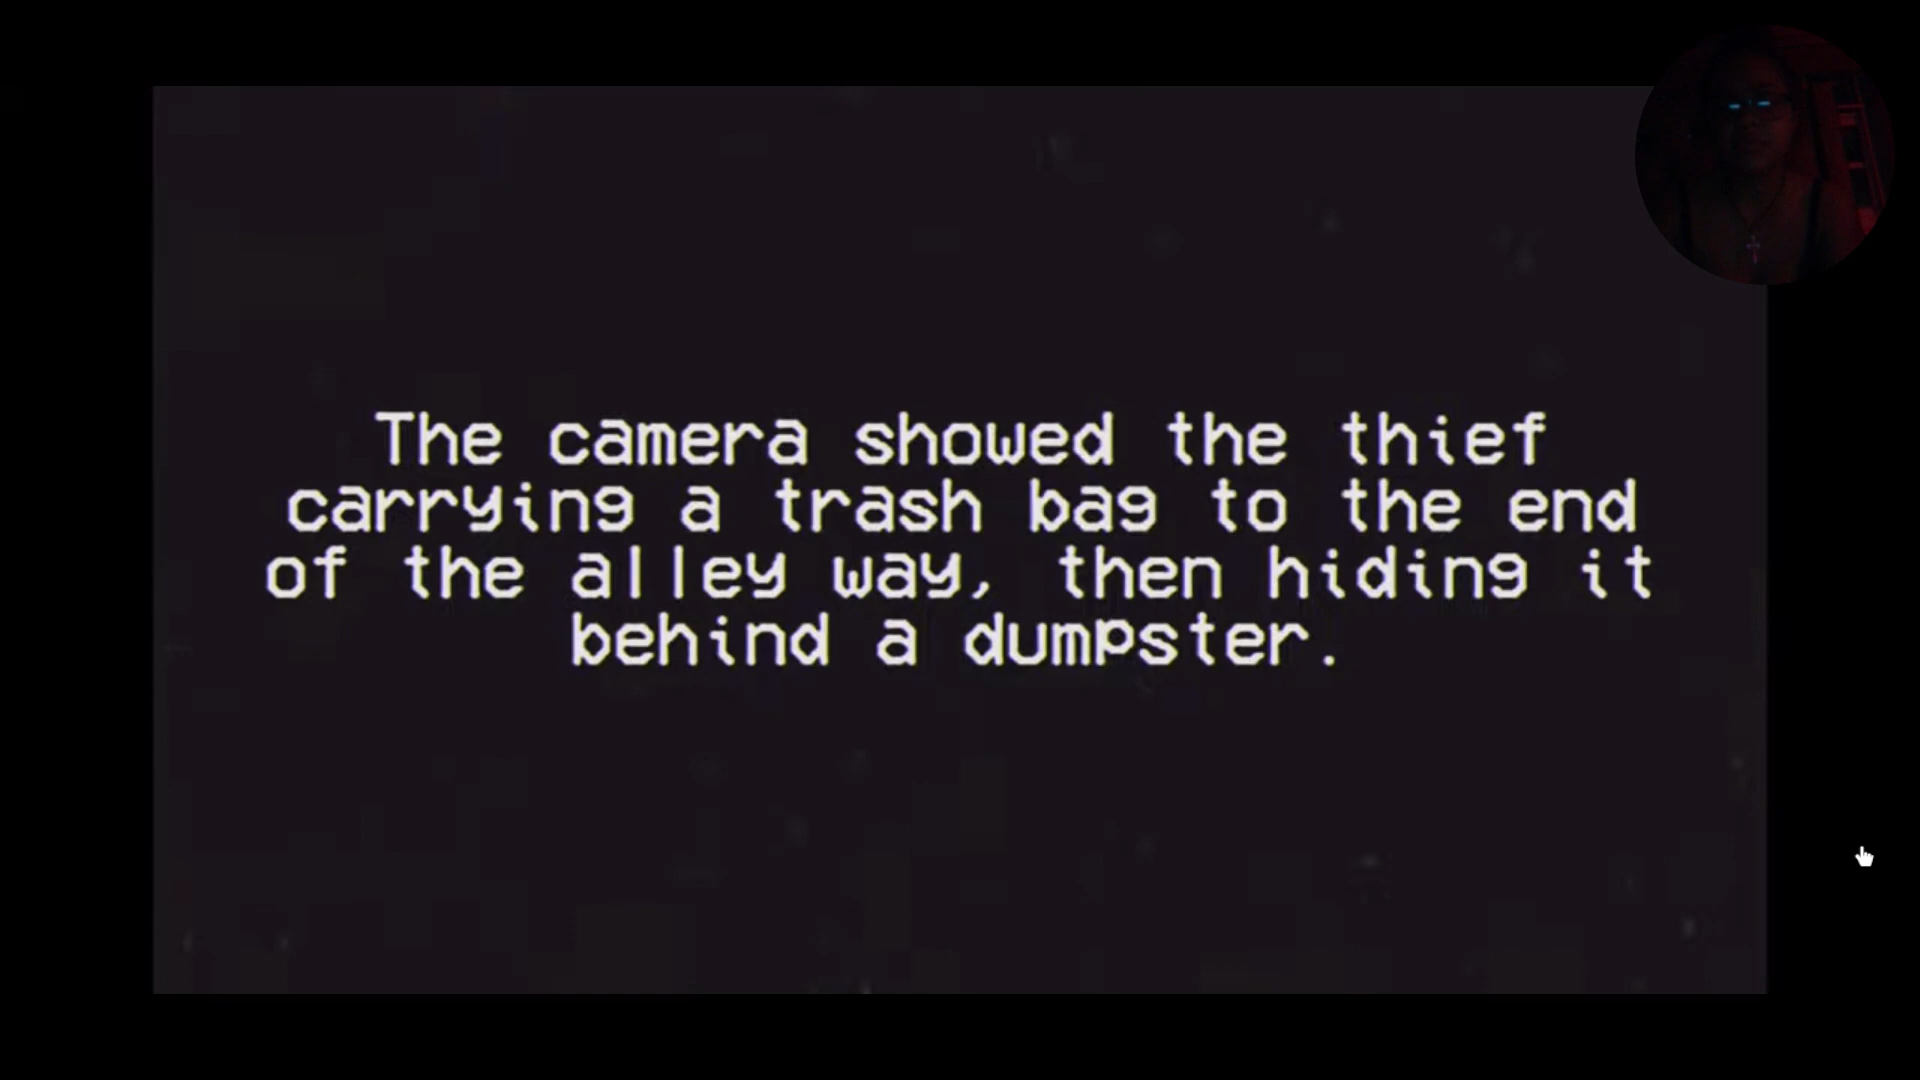 The camera showed the thief
carrying a trash bag to the end
of the alley way, then hiding it
behind a dumpster.